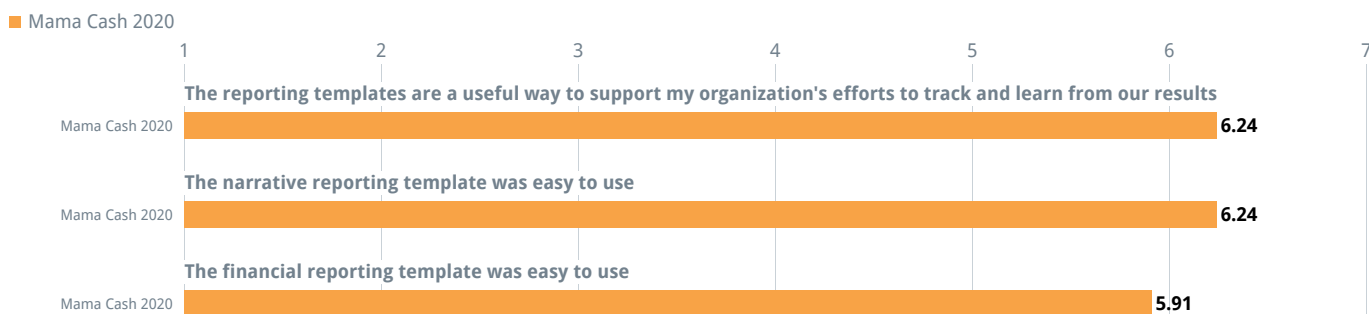 Mama Cash 2020
1 2 3 4 5 6 7
The reporting templates are a useful way to support my organization's efforts to track and learn from our results
Mama Cash 2020 6.24
The narrative reporting template was easy to use
Mama Cash 2020 6.24
The financial reporting template was easy to use
Mama Cash 2020 5.91